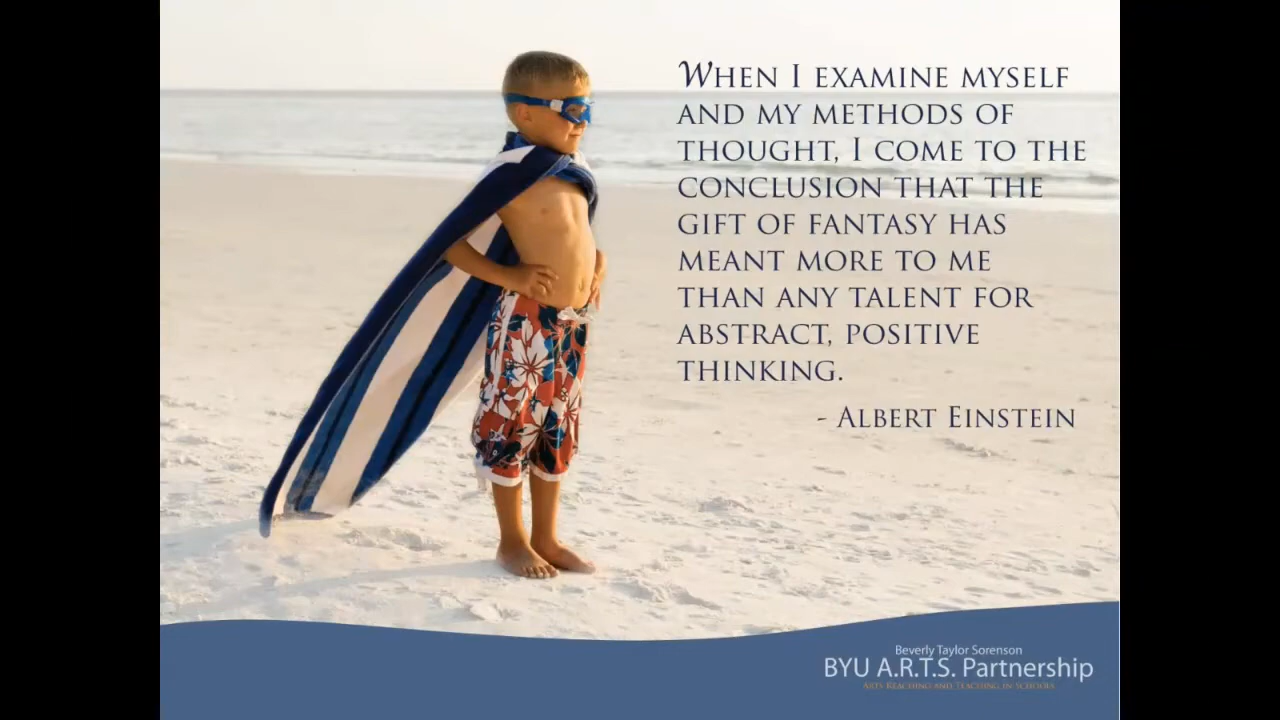 When I examine myself
and my methods of
thought, I come to the
conclusion that the
gift of fantasy has
meant more to me
than any talent for
abstract, positive
thinking.
- Albert Einstein
Beverly Taylor Sorenson
BYU A.R.T.S. Partnership
Arts Reaching and Teaching in Schools